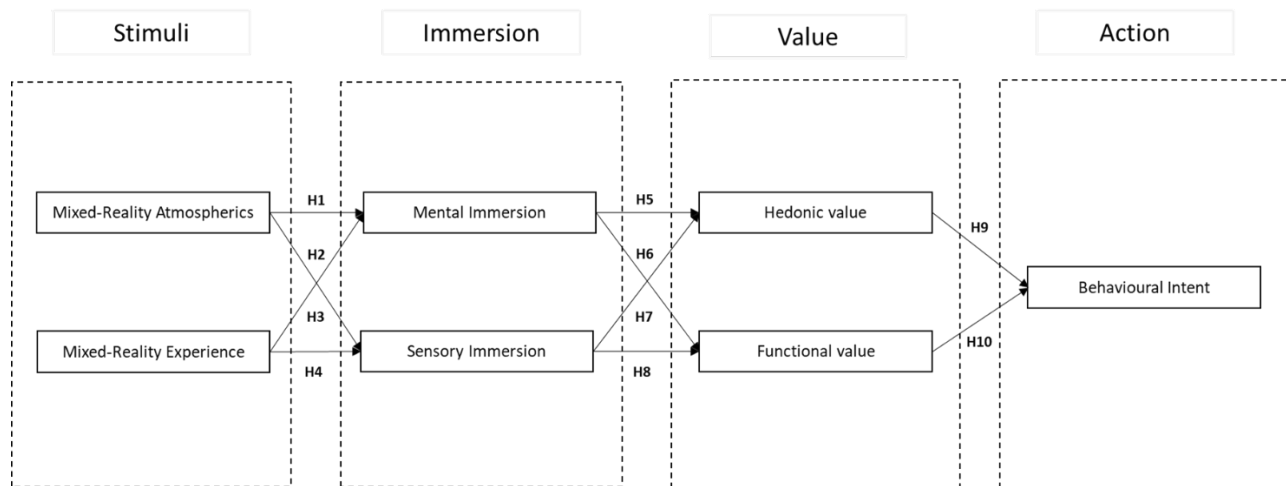 Stimuli
Immersion
Value
Action
Mixed-Reality Atmospherics
H1
Mental Immersion
H5
Hedonic value
H9
H2
H6
Behavioural Intent
H3
H7
Mixed-Reality Experience
H4
Sensory Immersion
H8
Functional value
H10